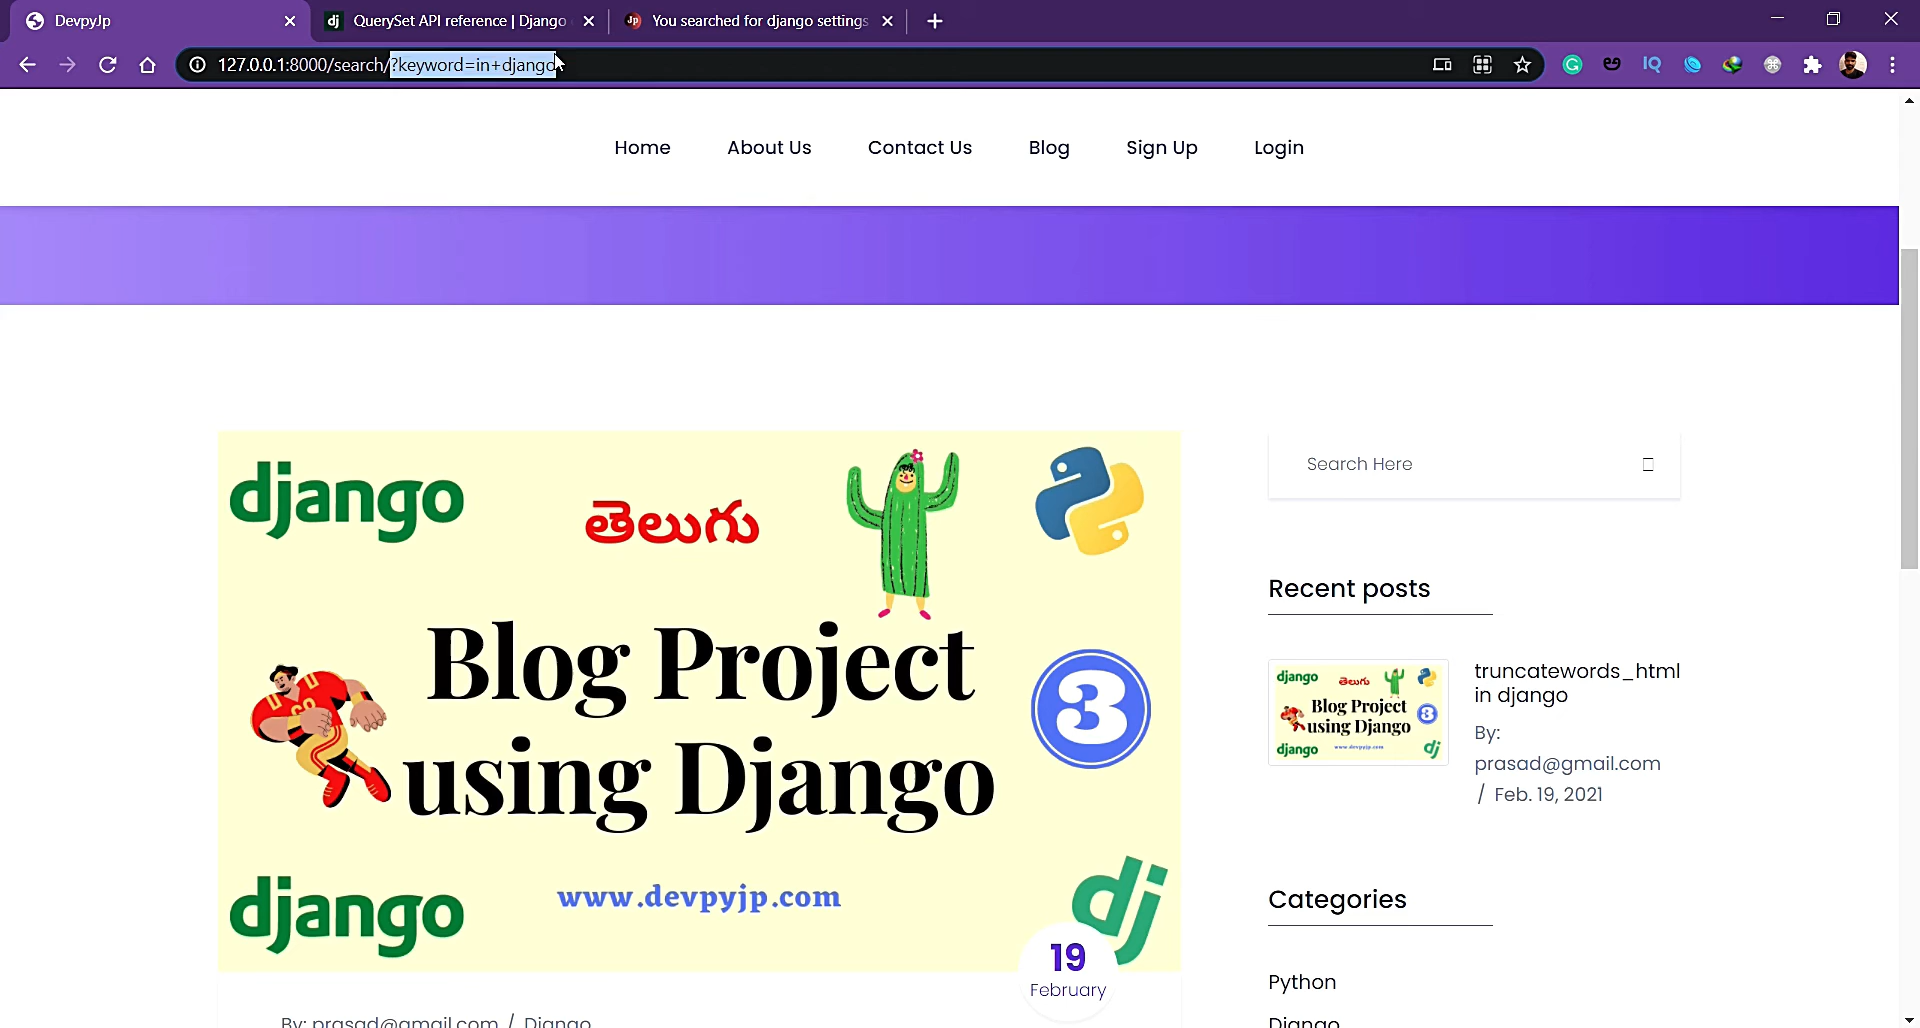 DevpyJp
QuerySet API reference | Django
You searched for django settings
127.0.0.1:8000/search/?keyword=in+django
Home About Us Contact Us Blog Sign Up Login
django
తెలుగు
Blog Project
using Django
3
django
www.devpyjp.com
dj
19
February
By: prasad@gmail.com / Django
Search Here
Recent posts
django
తెలుగు
Blog Project
using Django
3
django
www.devpyjp.com
dj
truncatewords_html
in django
By:
prasad@gmail.com
/ Feb. 19, 2021
Categories
Python
Django